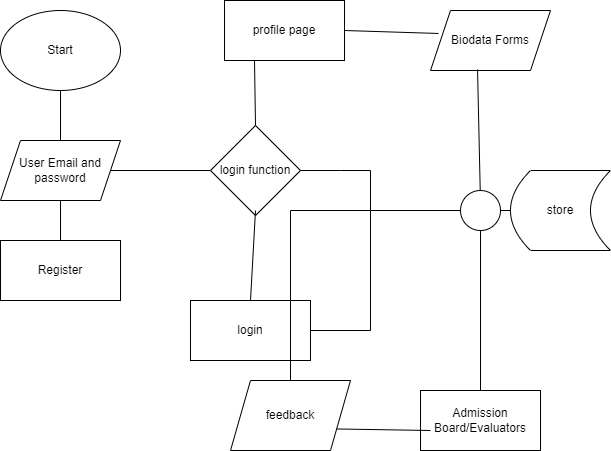 Start
profile page
Biodata Forms
User Email and
password
login function
store
Register
login
feedback
Admission
Board/Evaluators